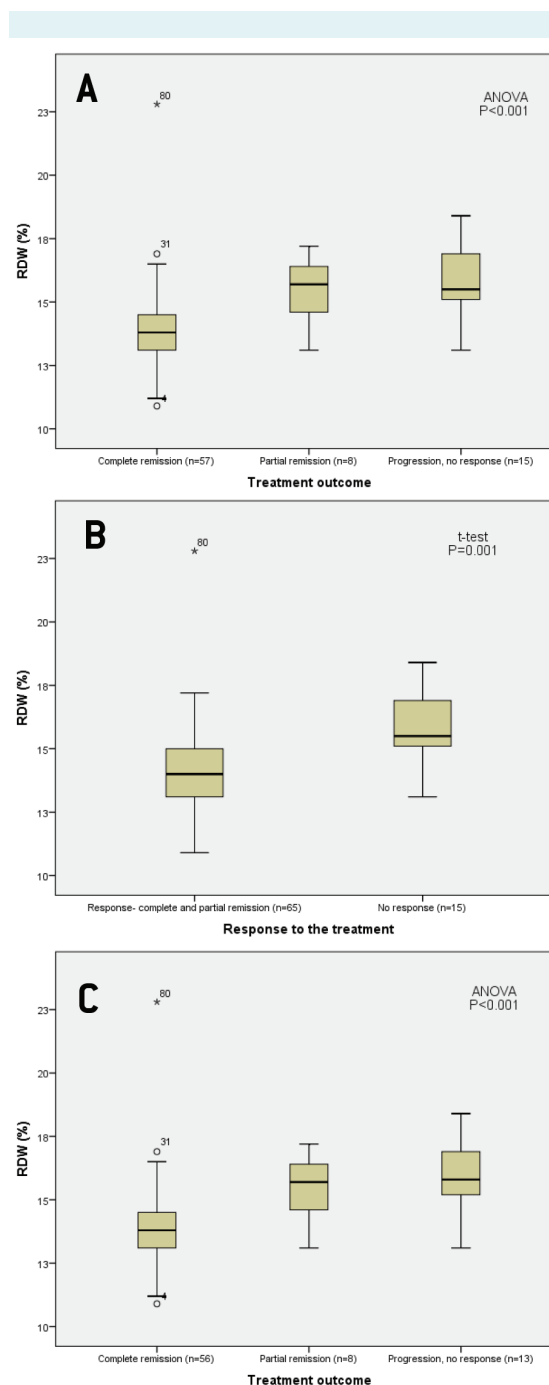 A
80
ANOVA
P<0.001
23
20
18
15
13
10
RDW (%)
31
4
Complete remission (n=57)
Partial remission (n=8)
Progression, no response (n=15)
Treatment outcome
B
80
t-test
P=0.001
23
20
18
15
13
10
RDW (%)
Response- complete and partial remission (n=65)
No response (n=15)
Response to the treatment
C
80
ANOVA
P<0.001
23
20
18
15
13
10
RDW (%)
31
4
Complete remission (n=56)
Partial remission (n=8)
Progression, no response (n=13)
Treatment outcome